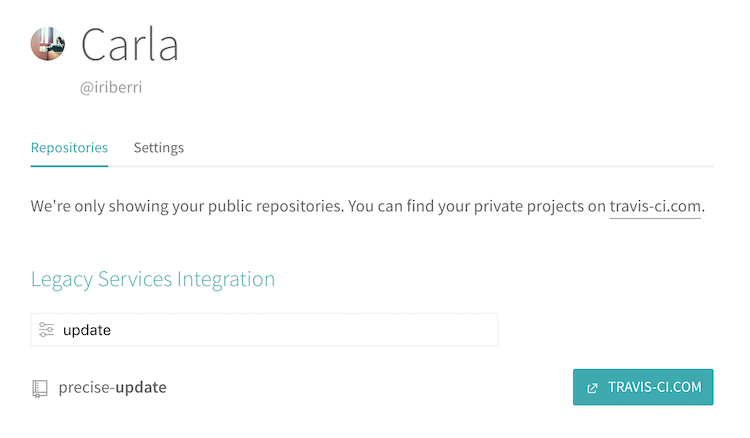 Carla
@iriberri
Repositories Settings
We're only showing your public repositories. You can find your private projects on travis-ci.com.
Legacy Services Integration
update
precise-update TRAVIS-CI.COM